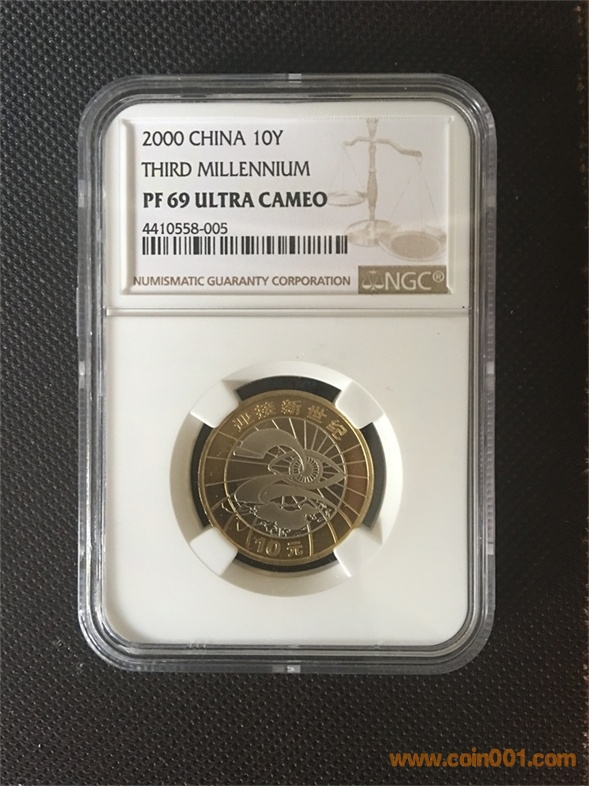 2000 CHINA 10Y
THIRD MILLENNIUM
PF 69 ULTRA CAMEO
4410558-005
NUMISMATIC GUARANTY CORPORATION NGC®
迎接新世纪
10元
www.coin001.com